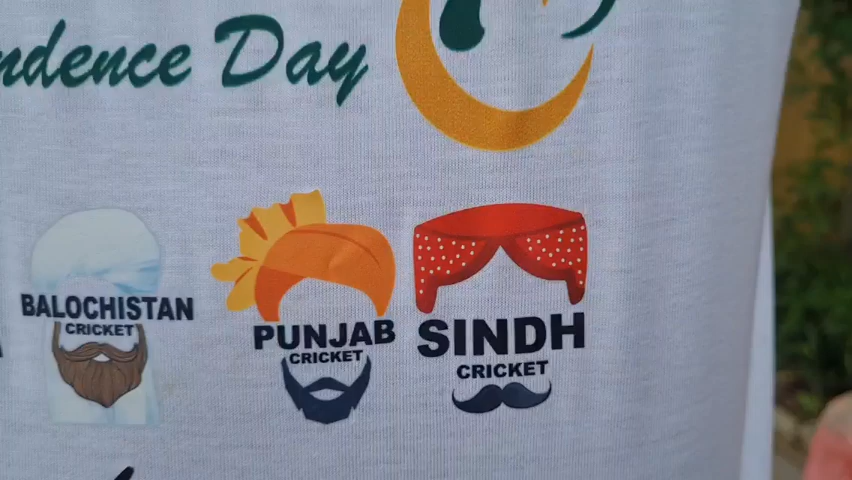 ndence Day
BALOCHISTAN
CRICKET
PUNJAB
CRICKET
SINDH
CRICKET